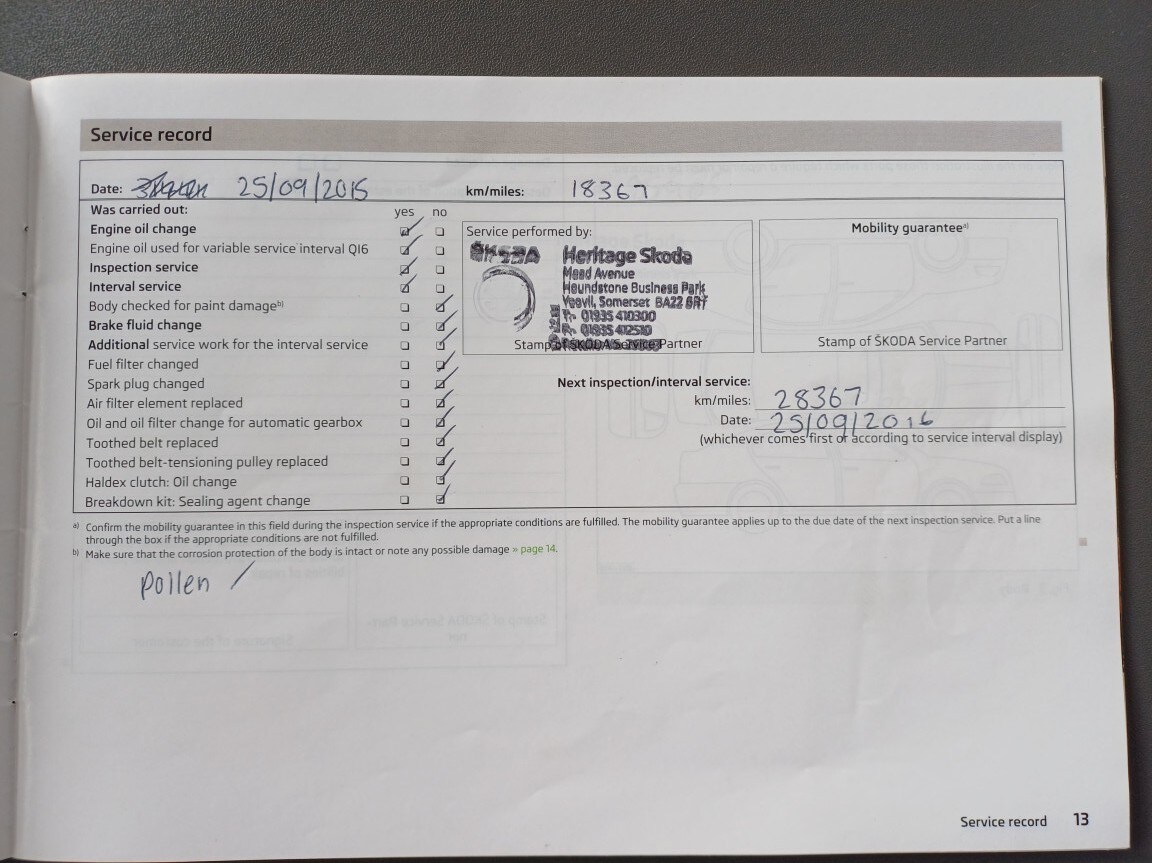 Service record
Date: 25/09/2015 km/miles: 18367
Was carried out: yes no
Engine oil change
Engine oil used for variable service interval QI6
Inspection service
Interval service
Body checked for paint damageb)
Brake fluid change
Additional service work for the interval service
Fuel filter changed
Spark plug changed
Air filter element replaced
Oil and oil filter change for automatic gearbox
Toothed belt replaced
Toothed belt-tensioning pulley replaced
Haldex clutch: Oil change
Breakdown kit: Sealing agent change
Service performed by:
Heritage Skoda
Mead Avenue
Houndstone Business Park
Yeovil, Somerset BA22 8RT
01935 410300
01935 412510
Stamp of ŠKODA Service Partner
Mobility guaranteea)
Stamp of ŠKODA Service Partner
Next inspection/interval service:
km/miles: 28367
Date: 25/09/2016
(whichever comes first or according to service interval display)
a) Confirm the mobility guarantee in this field during the inspection service if the appropriate conditions are fulfilled. The mobility guarantee applies up to the due date of the next inspection service. Put a line
through the box if the appropriate conditions are not fulfilled.
b) Make sure that the corrosion protection of the body is intact or note any possible damage » page 14.
pollen /
Service record 13